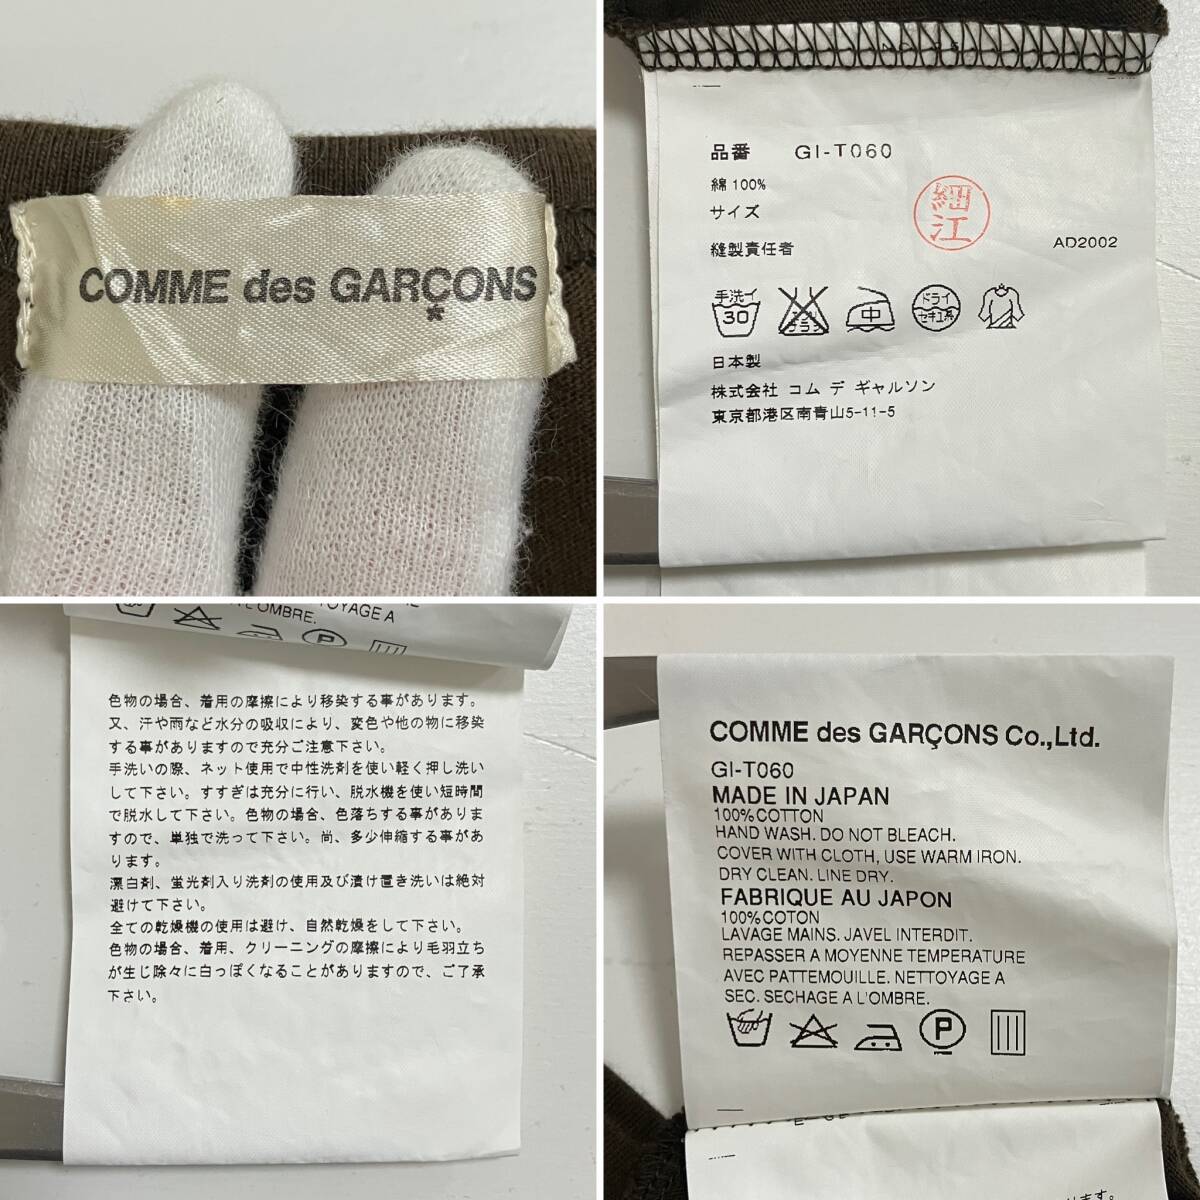 COMME des GARÇONS
*
品番 GI-T060
綿 100%
サイズ
細江
縫製責任者
AD2002
手洗イ 30
中
ドライ セキユ系
日本製
株式会社 コム デ ギャルソン
東京都港区南青山5-11-5
L'OMBRE.
YAGE A
色物の場合、着用の摩擦により移染する事があります。
又、汗や雨など水分の吸収により、変色や他の物に移染
する事がありますので充分ご注意下さい。
手洗いの際、ネット使用で中性洗剤を使い軽く押し洗い
して下さい。すすぎは充分に行い、脱水機を使い短時間
で脱水して下さい。色物の場合、色落ちする事がありま
すので、単独で洗って下さい。尚、多少伸縮する事があ
ります。
漂白剤、蛍光剤入り洗剤の使用及び漬け置き洗いは絶対
避けて下さい。
全ての乾燥機の使用は避け、自然乾燥をして下さい。
色物の場合、着用、クリーニングの摩擦により毛羽立ち
が生じ除々に白っぽくなることがありますので、ご了承
下さい。
COMME des GARÇONS Co.,Ltd.
GI-T060
MADE IN JAPAN
100%COTTON
HAND WASH. DO NOT BLEACH.
COVER WITH CLOTH, USE WARM IRON.
DRY CLEAN. LINE DRY.
FABRIQUE AU JAPON
100%COTON
LAVAGE MAINS. JAVEL INTERDIT.
REPASSER A MOYENNE TEMPERATURE
AVEC PATTEMOUILLE. NETTOYAGE A
SEC. SECHAGE A L'OMBRE.
P